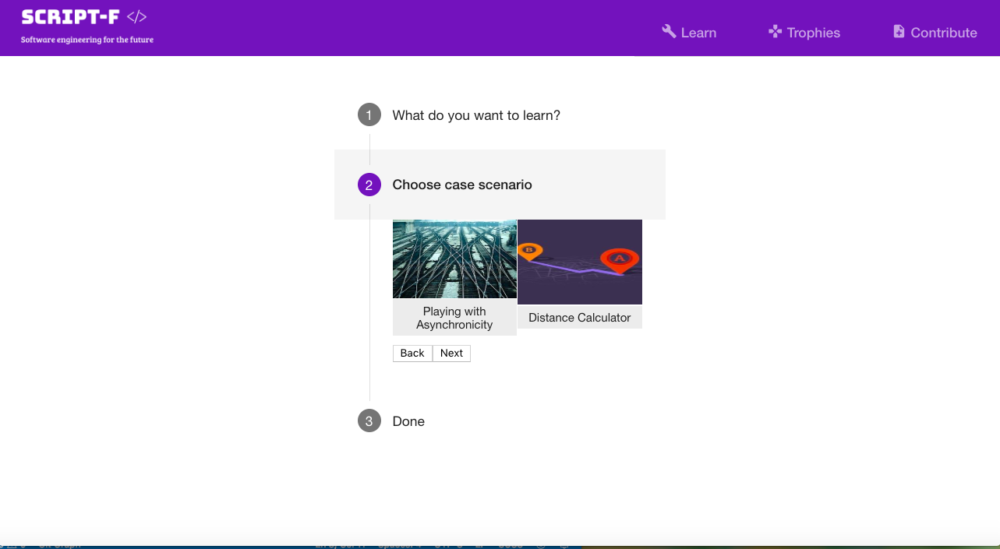 SCRIPT-F </>
Software engineering for the future
Learn
Trophies
Contribute
1 What do you want to learn?
2 Choose case scenario
B
A
Playing with
Asynchronicity
Distance Calculator
Back
Next
3 Done